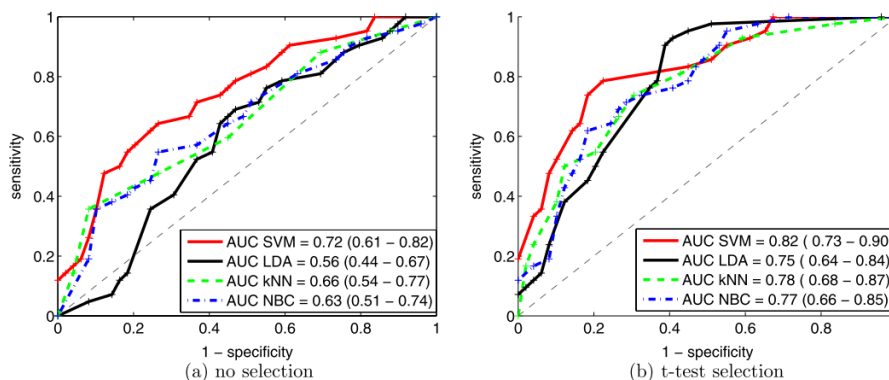 1
0.8
0.6
0.4
0.2
0
sensitivity
AUC SVM = 0.72 (0.61 – 0.82)
AUC LDA = 0.56 (0.44 – 0.67)
AUC kNN = 0.66 (0.54 – 0.77)
AUC NBC = 0.63 (0.51 – 0.74)
0 0.2 0.4 0.6 0.8 1
1 – specificity
(a) no selection
1
0.8
0.6
0.4
0.2
0
sensitivity
AUC SVM = 0.82 ( 0.73 – 0.90
AUC LDA = 0.75 ( 0.64 – 0.84)
AUC kNN = 0.78 ( 0.68 – 0.87)
AUC NBC = 0.77 (0.66 – 0.85)
0 0.2 0.4 0.6 0.8
1 – specificity
(b) t-test selection